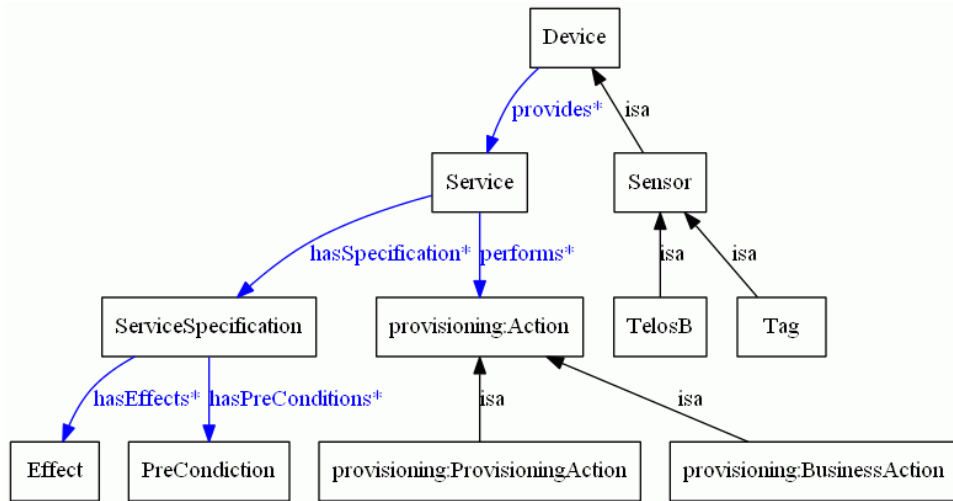 Device
provides*
isa
Service
Sensor
hasSpecification*
performs*
isa
isa
ServiceSpecification
provisioning:Action
TelosB
Tag
hasEffects*
hasPreConditions*
isa
isa
Effect
PreCondiction
provisioning:ProvisioningAction
provisioning:BusinessAction